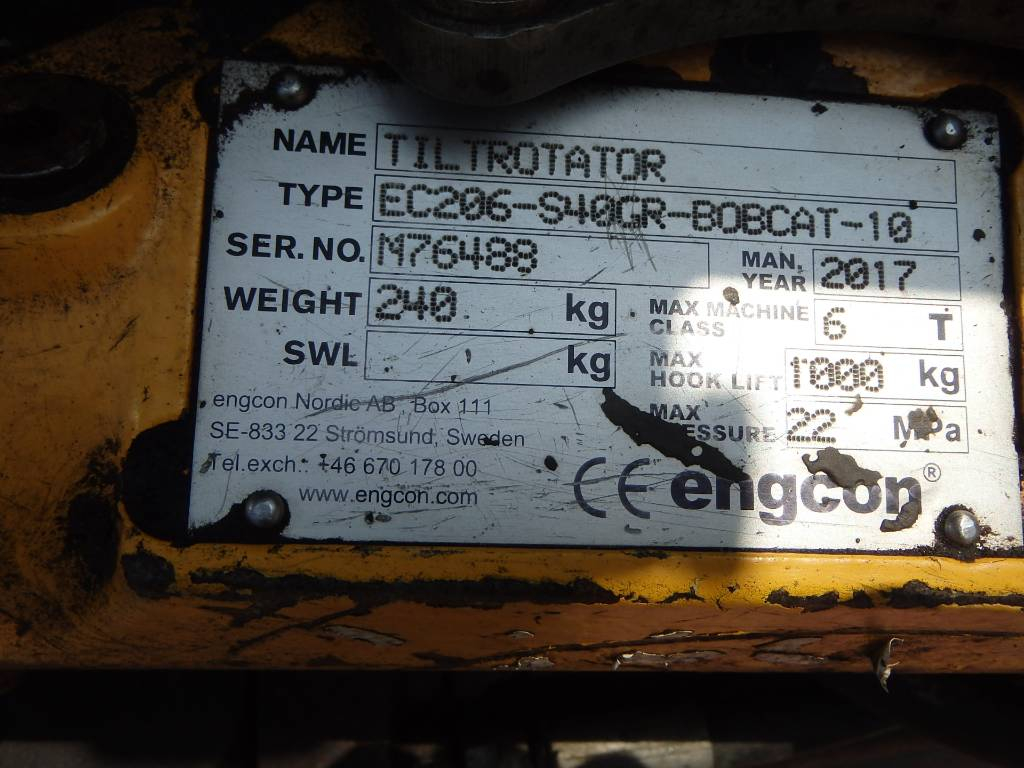 NAME TILTROTATOR
TYPE EC206-S40GR-BOBCAT-10
SER. NO. M76488 MAN. YEAR 2017
WEIGHT 240 kg MAX MACHINE CLASS 6 T
SWL kg MAX HOOK LIFT 1000 kg
engcon Nordic AB, Box 111 MAX PRESSURE 22 MPa
SE-833 22 Strömsund, Sweden
Tel.exch.: +46 670 178 00
www.engcon.com CE engcon®